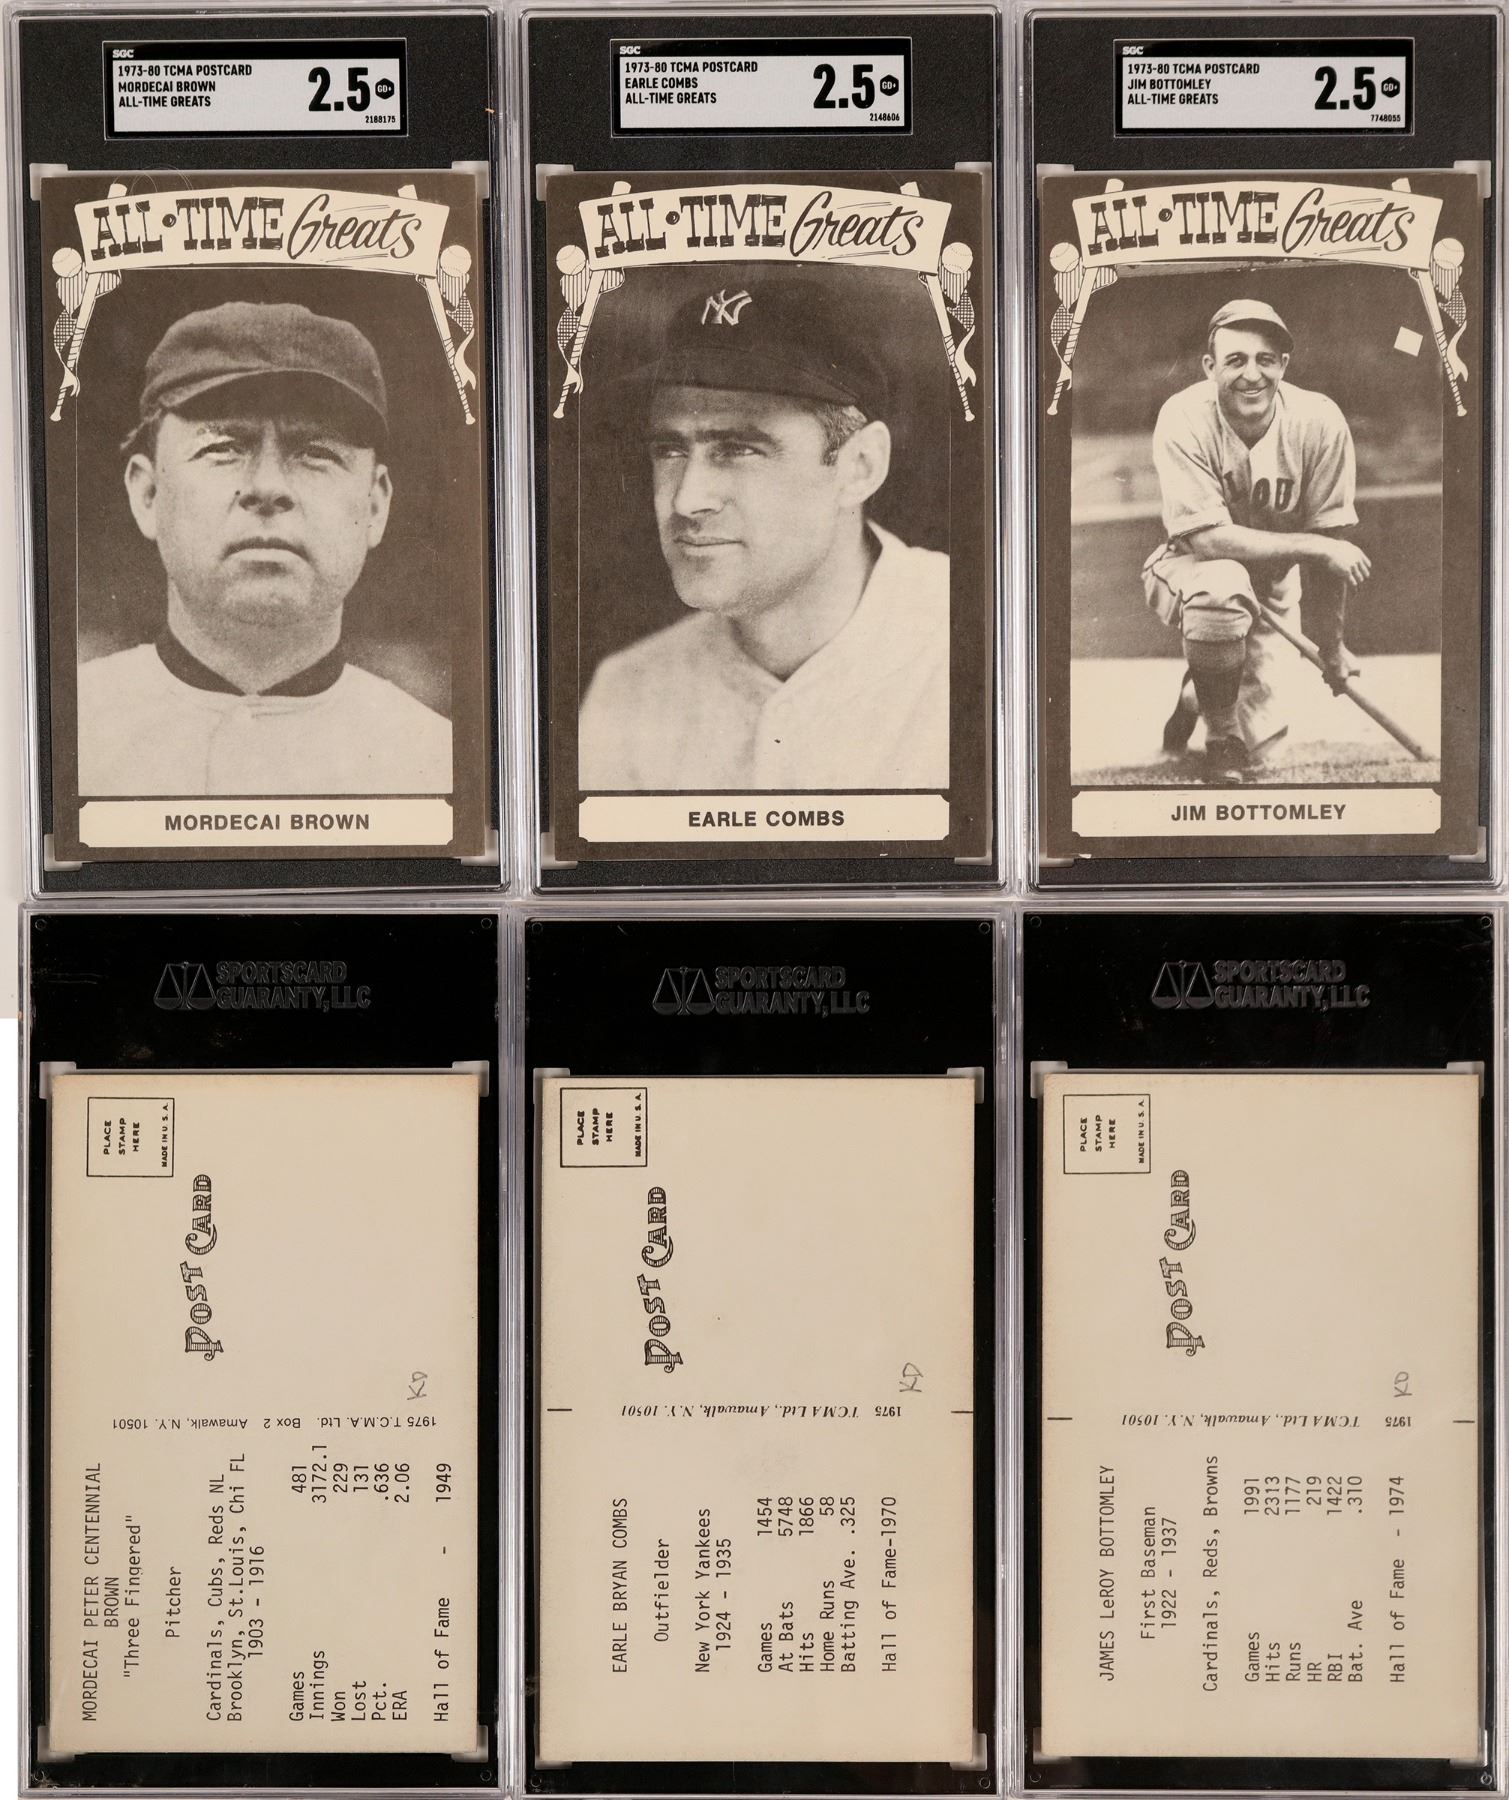 SGC
1973-80 TCMA POSTCARD
MORDECAI BROWN
ALL-TIME GREATS
2.5 GD+
2188175
ALL•TIME Greats
MORDECAI BROWN
SGC
1973-80 TCMA POSTCARD
EARLE COMBS
ALL-TIME GREATS
2.5 GD+
2148606
ALL•TIME Greats
NY
EARLE COMBS
SGC
1973-80 TCMA POSTCARD
JIM BOTTOMLEY
ALL-TIME GREATS
2.5 GD+
7748055
ALL•TIME Greats
LOU
JIM BOTTOMLEY
SPORTSCARD
GUARANTY, LLC
PLACE
STAMP
HERE
MADE IN U.S.A.
POST CARD
KD
1975 T.C.M.A. Ltd. Box 2 Amawalk, N.Y. 10501
MORDECAI PETER CENTENNIAL
BROWN
"Three Fingered"
Pitcher
Cardinals, Cubs, Reds NL
Brooklyn, St.Louis, Chi FL
1903 - 1916
Games 481
Innings 3172.1
Won 229
Lost 131
Pct. .636
ERA 2.06
Hall of Fame - 1949
SPORTSCARD
GUARANTY, LLC
PLACE
STAMP
HERE
MADE IN U.S.A.
POST CARD
KD
1975 TCMA Ltd., Amawalk, N.Y. 10501
EARLE BRYAN COMBS
Outfielder
New York Yankees
1924 - 1935
Games 1454
At Bats 5748
Hits 1866
Home Runs 58
Batting Ave. .325
Hall of Fame-1970
SPORTSCARD
GUARANTY, LLC
PLACE
STAMP
HERE
MADE IN U.S.A.
POST CARD
KD
1975 TCMA Ltd., Amawalk, N.Y. 10501
JAMES LeROY BOTTOMLEY
First Baseman
1922 - 1937
Cardinals, Reds, Browns
Games 1991
Hits 2313
Runs 1177
HR 219
RBI 1422
Bat. Ave .310
Hall of Fame - 1974